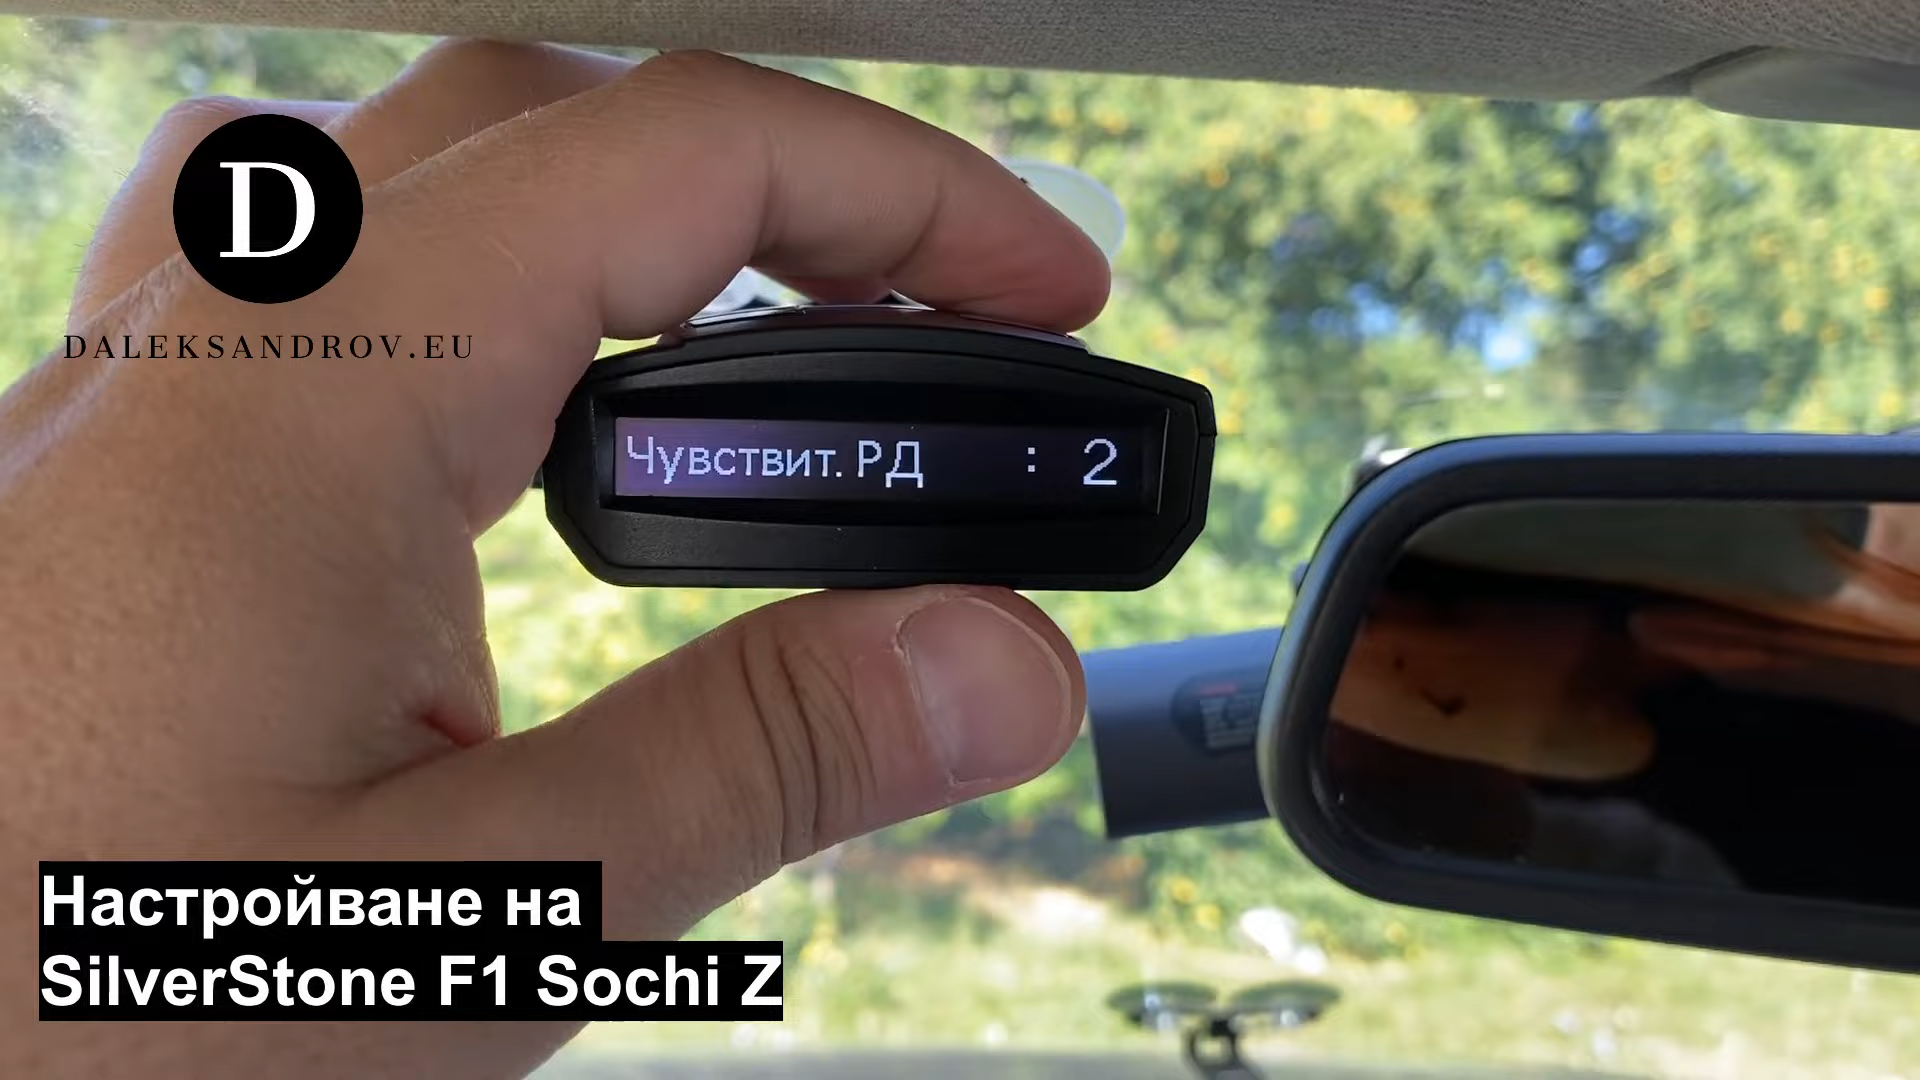 D
DALEKSANDROV.EU
Чувствит. РД : 2
Настройване на
SilverStone F1 Sochi Z